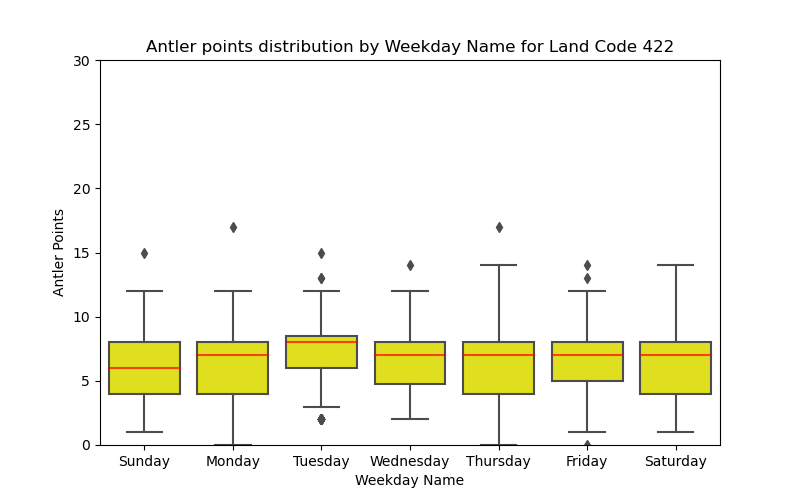 Antler points distribution by Weekday Name for Land Code 422
30
25
20
15
10
5
0
Antler Points
Sunday Monday Tuesday Wednesday Thursday Friday Saturday
Weekday Name